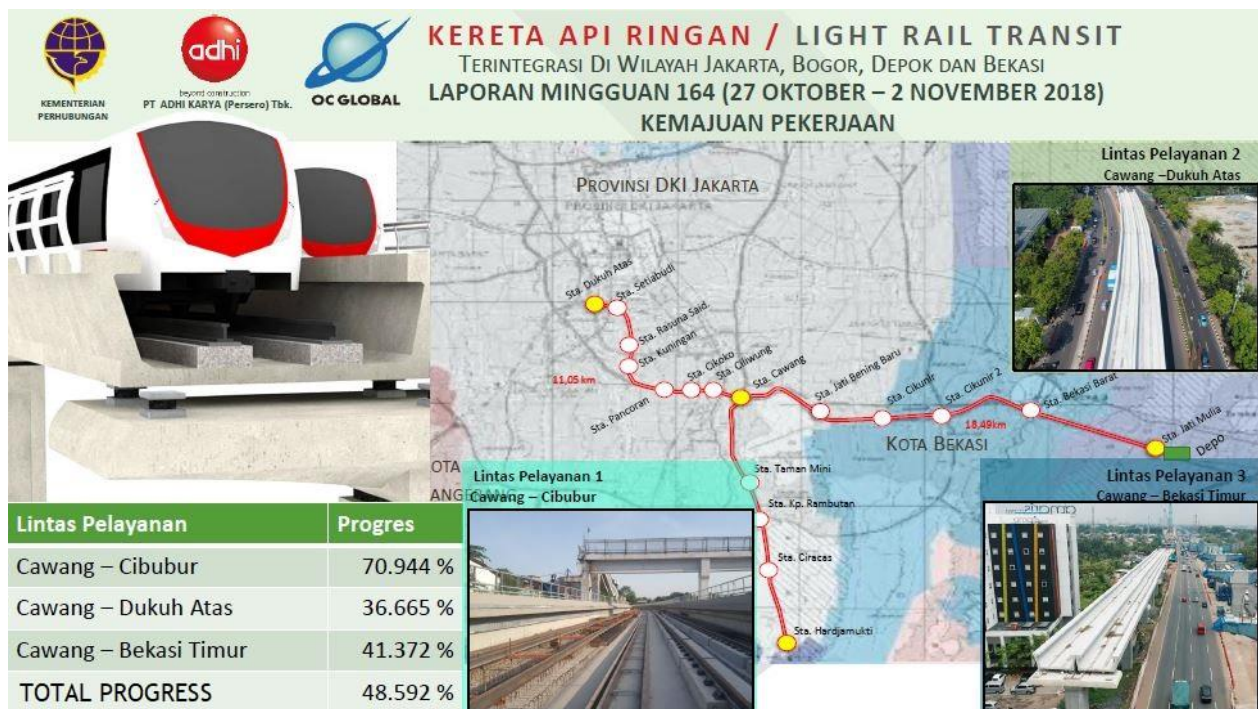 KEMENTERIAN
PERHUBUNGAN
adhi
beyond construction
PT ADHI KARYA (Persero) Tbk.
OC GLOBAL
KERETA API RINGAN / LIGHT RAIL TRANSIT
TERINTEGRASI DI WILAYAH JAKARTA, BOGOR, DEPOK DAN BEKASI
LAPORAN MINGGUAN 164 (27 OKTOBER – 2 NOVEMBER 2018)
KEMAJUAN PEKERJAAN
Lintas Pelayanan 2
Cawang –Dukuh Atas
PROVINSI DKI JAKARTA
Sta. Dukuh Atas
Sta. Setiabudi
Sta. Rasuna Said.
Sta. Kuningan
11,05 km
Sta. Pancoran
Sta. Cikoko
Sta. Ciliwung
Sta. Cawang
Sta. Jati Bening Baru
Sta. Cikunir
Sta. Cikunir 2
18,49km
Sta. Bekasi Barat
Sta. Jati Mulia
Depo
KOTA BEKASI
Sta. Taman Mini
Sta. Kp. Rambutan
Sta. Ciracas
Sta. Hardjamukti
OTA
ANGERANG
Lintas Pelayanan 1
Cawang – Cibubur
Lintas Pelayanan 3
Cawang – Bekasi Timur
Lintas Pelayanan Progres
Cawang – Cibubur 70.944 %
Cawang – Dukuh Atas 36.665 %
Cawang – Bekasi Timur 41.372 %
TOTAL PROGRESS 48.592 %